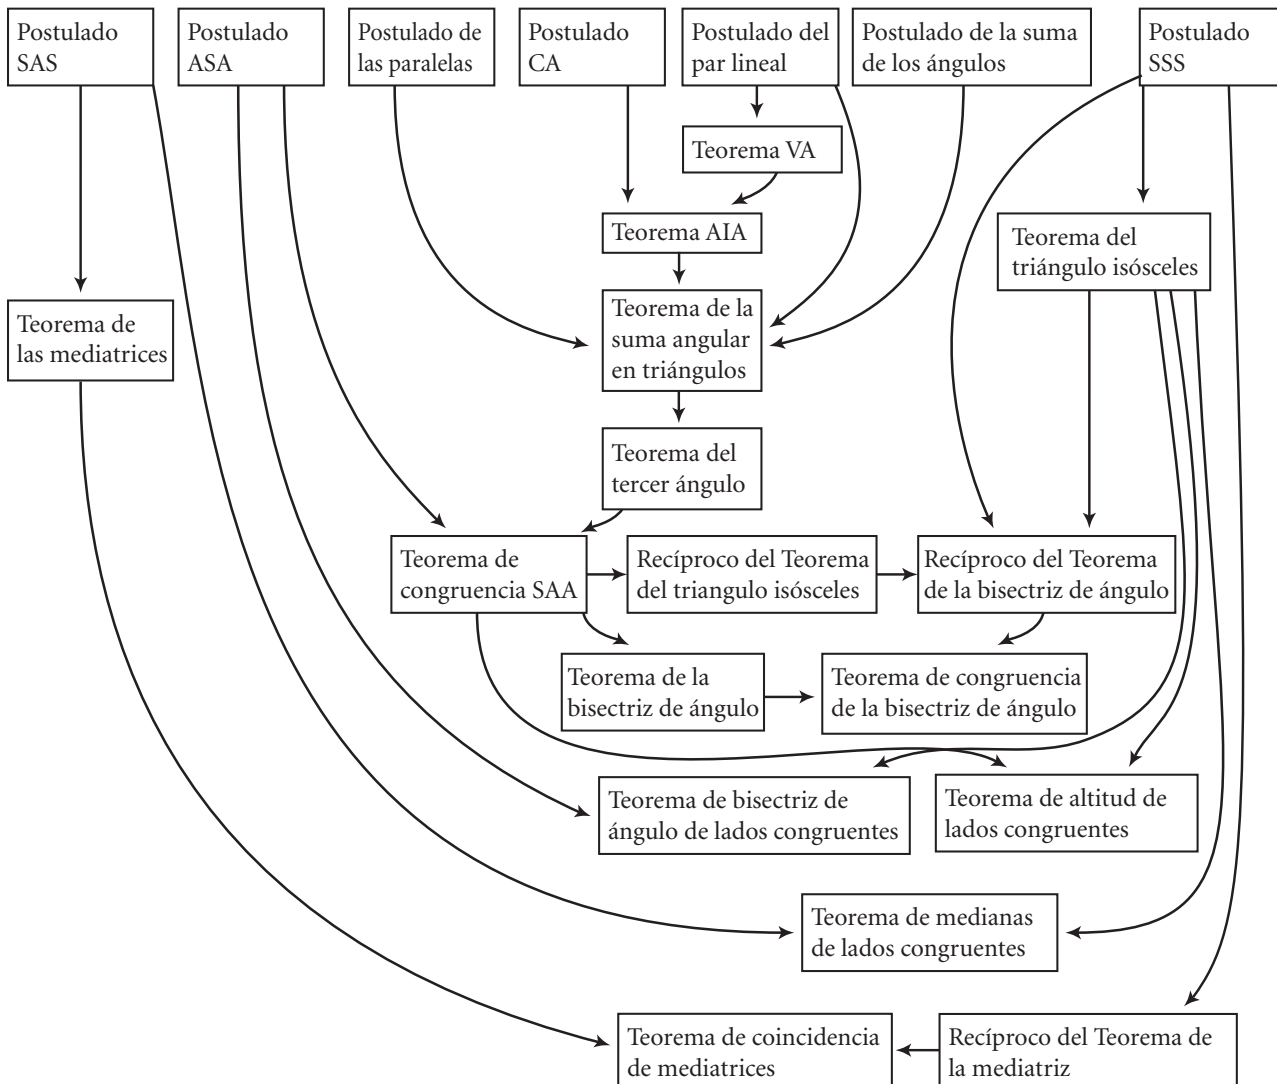 Postulado
SAS
Postulado
ASA
Postulado de
las paralelas
Postulado
CA
Postulado del
par lineal
Postulado de la suma
de los ángulos
Postulado
SSS
Teorema VA
Teorema AIA
Teorema del
triángulo isósceles
Teorema de
las mediatrices
Teorema de la
suma angular
en triángulos
Teorema del
tercer ángulo
Teorema de
congruencia SAA
Recíproco del Teorema
del triangulo isósceles
Recíproco del Teorema
de la bisectriz de ángulo
Teorema de la
bisectriz de ángulo
Teorema de congruencia
de la bisectriz de ángulo
Teorema de bisectriz de
ángulo de lados congruentes
Teorema de altitud de
lados congruentes
Teorema de medianas
de lados congruentes
Teorema de coincidencia
de mediatrices
Recíproco del Teorema de
la mediatriz